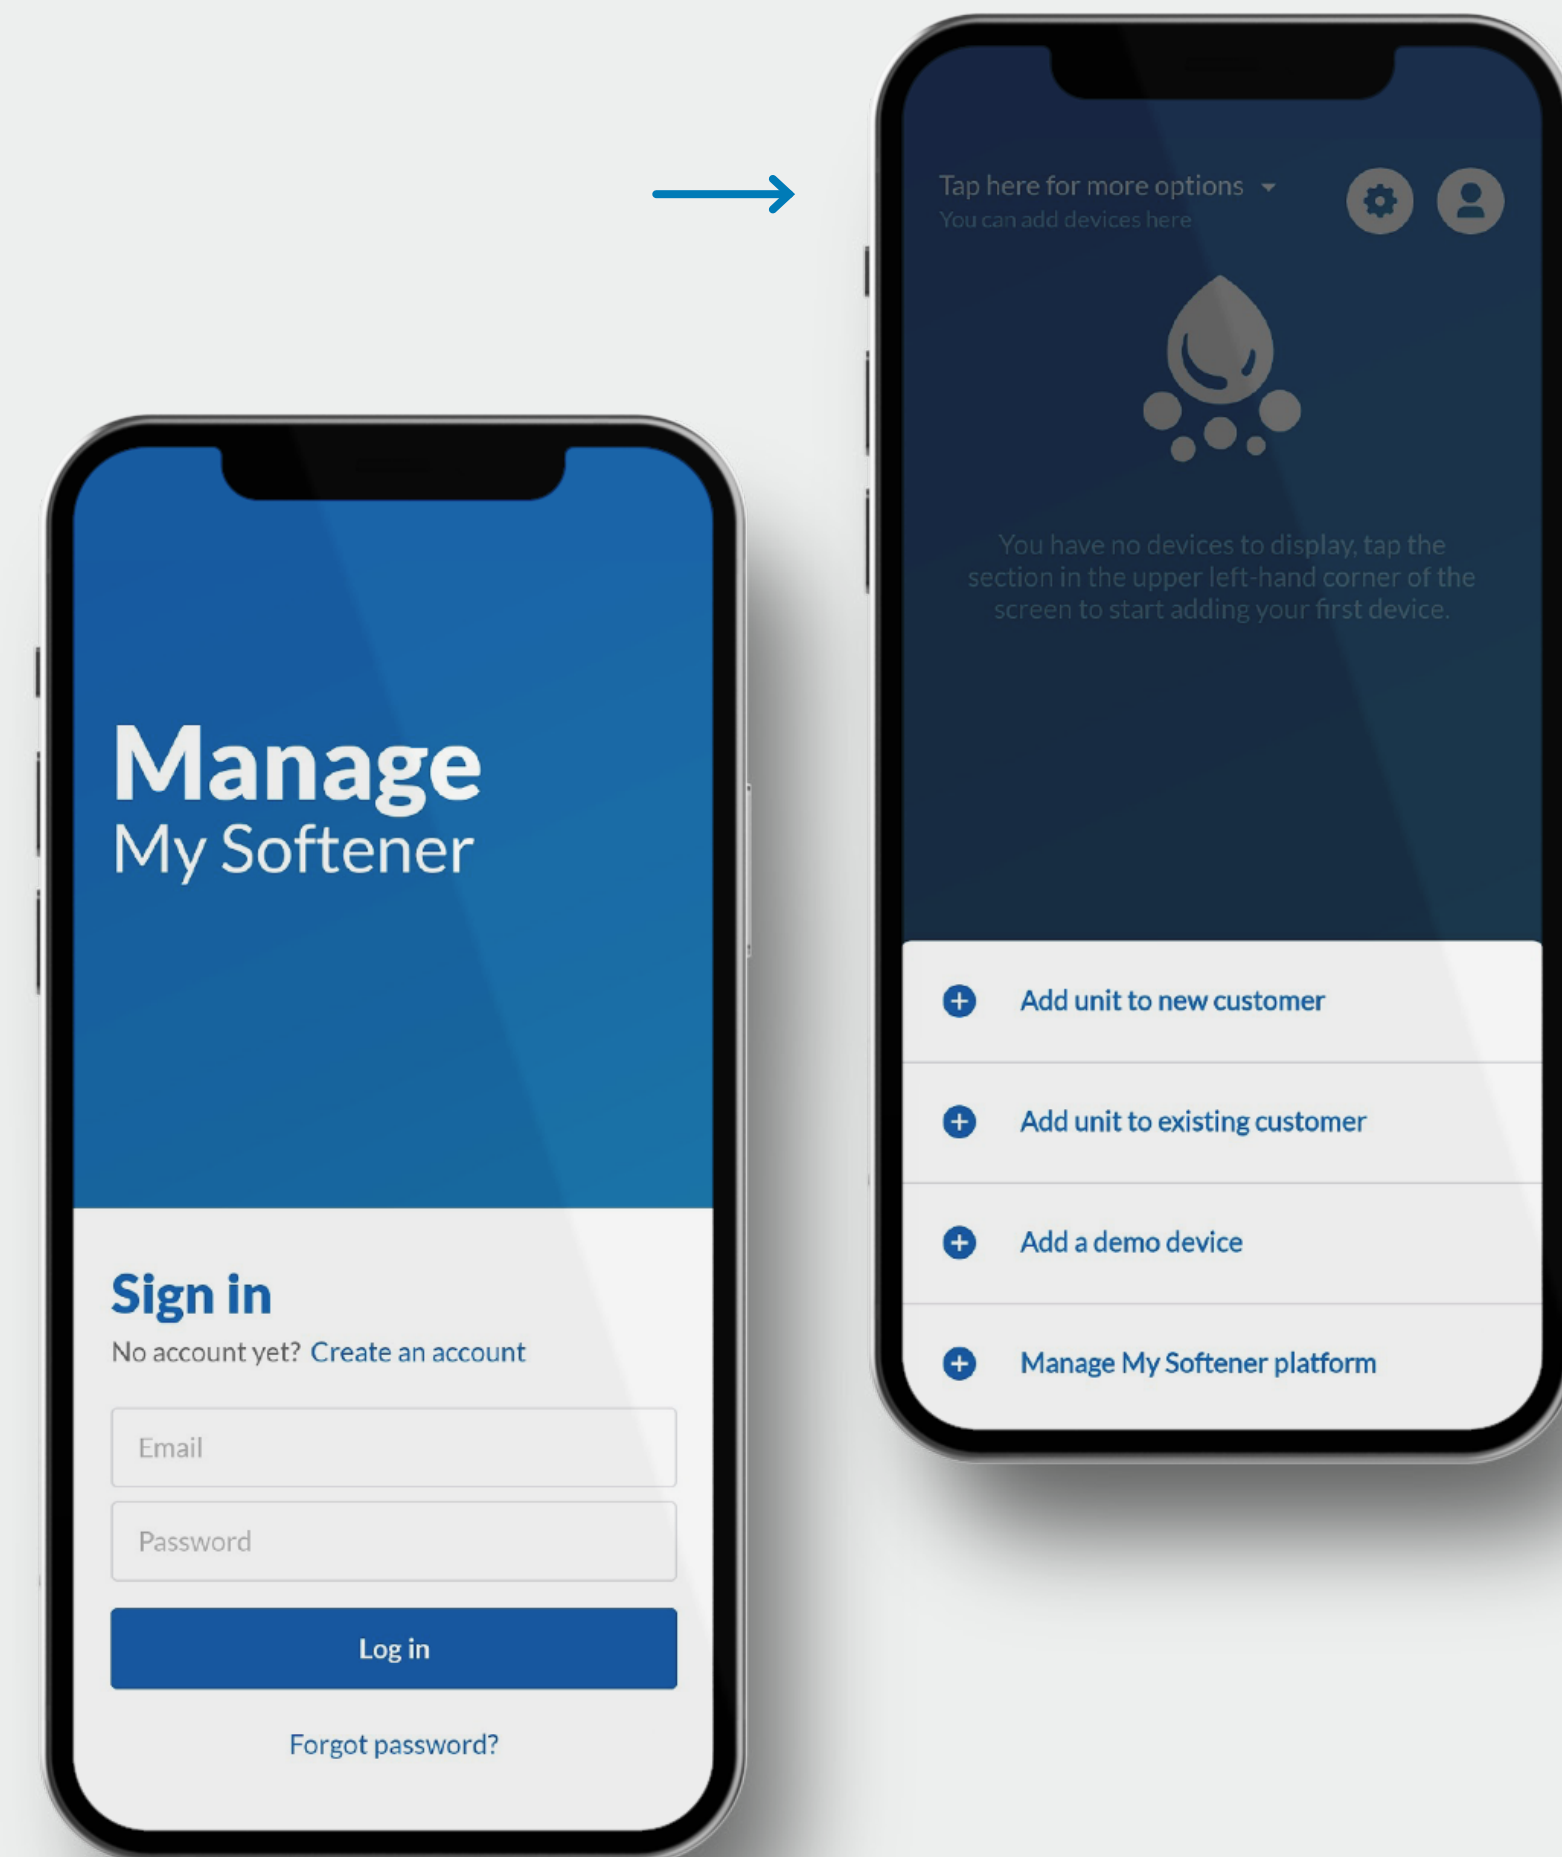 Manage
My Softener
Sign in
No account yet? Create an account
Email
Password
Log in
Forgot password?
Tap here for more options
You can add devices here
You have no devices to display, tap the
section in the upper left-hand corner of the
screen to start adding your first device.
Add unit to new customer
Add unit to existing customer
Add a demo device
Manage My Softener platform